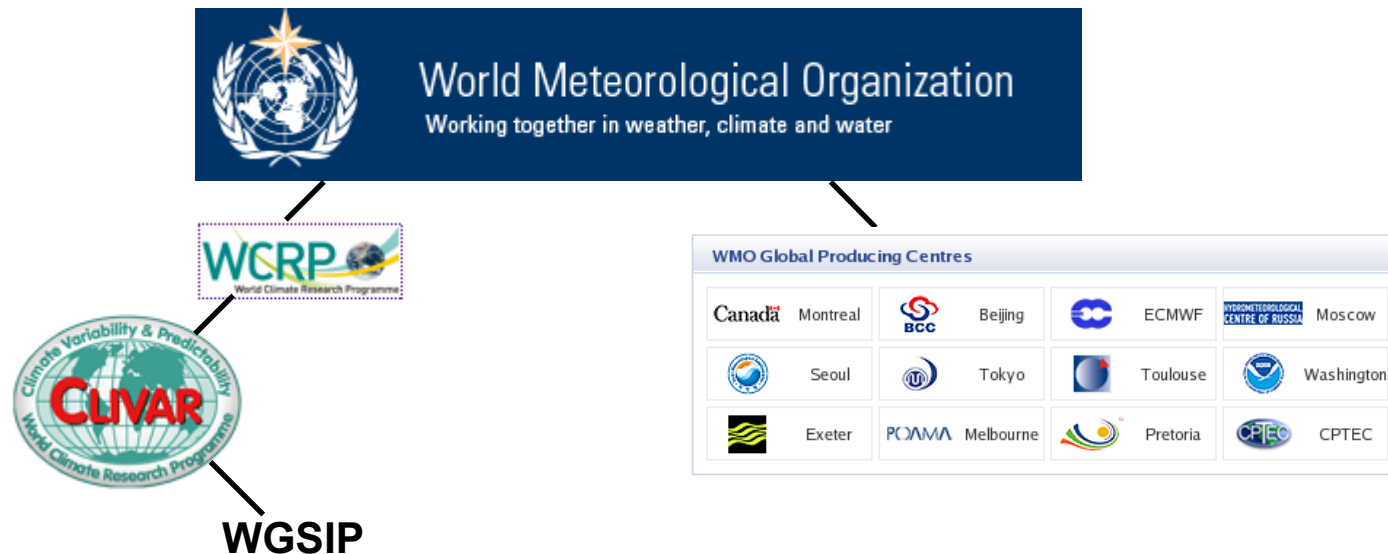 World Meteorological Organization
Working together in weather, climate and water
WCRP
World Climate Research Programme
WMO Global Producing Centres
Canada Montreal BCC Beijing ECMWF HYDROMETEOROLOGICAL CENTRE OF RUSSIA Moscow
Seoul Tokyo Toulouse NOAA Washington
Exeter POAMA Melbourne Pretoria CPTEC CPTEC
Climate Variability & Predictability
CLIVAR
World Climate Research Programme
WGSIP